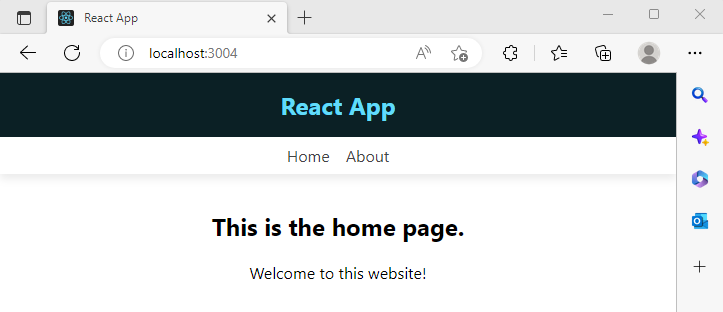 React App
localhost:3004
React App
Home About
This is the home page.
Welcome to this website!